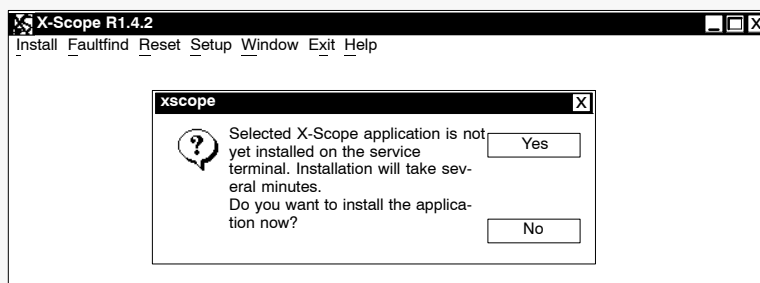 XS X-Scope R1.4.2 X
Install Faultfind Reset Setup Window Exit Help
xscope X
Selected X-Scope application is not
yet installed on the service
terminal. Installation will take sev-
eral minutes.
Do you want to install the applica-
tion now?
Yes
No